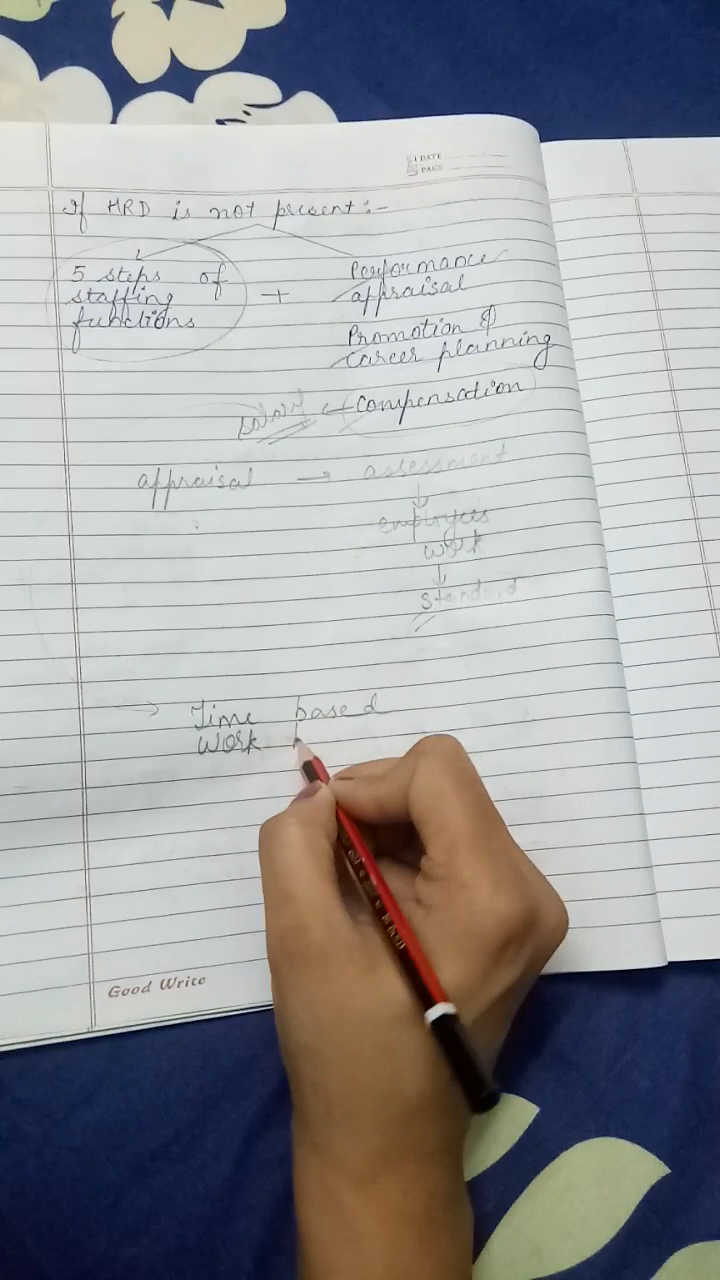 DATE
PAGE
If HRD is not present:-
5 steps of
staffing
functions
+
Performance
appraisal
Promotion &
career planning
salary ← Compensation
appraisal → assessment
↓
employees
work
↓
standard
→ Time based
work b
Good Write